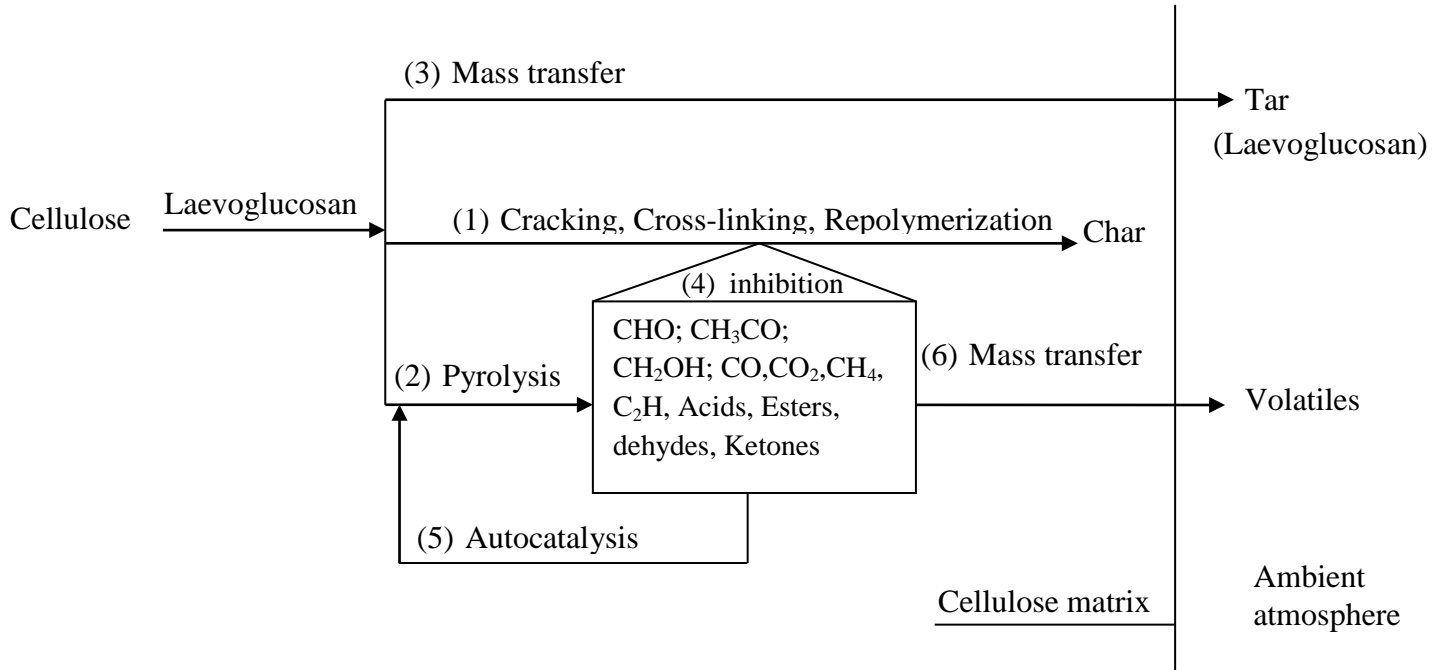 (3) Mass transfer
Tar
(Laevoglucosan)
Laevoglucosan
Cellulose
(1) Cracking, Cross-linking, Repolymerization
Char
(4) inhibition
CHO; CH₃CO;
CH₂OH; CO,CO₂,CH₄,
C₂H, Acids, Esters,
dehydes, Ketones
(6) Mass transfer
(2) Pyrolysis
Volatiles
(5) Autocatalysis
Cellulose matrix
Ambient
atmosphere